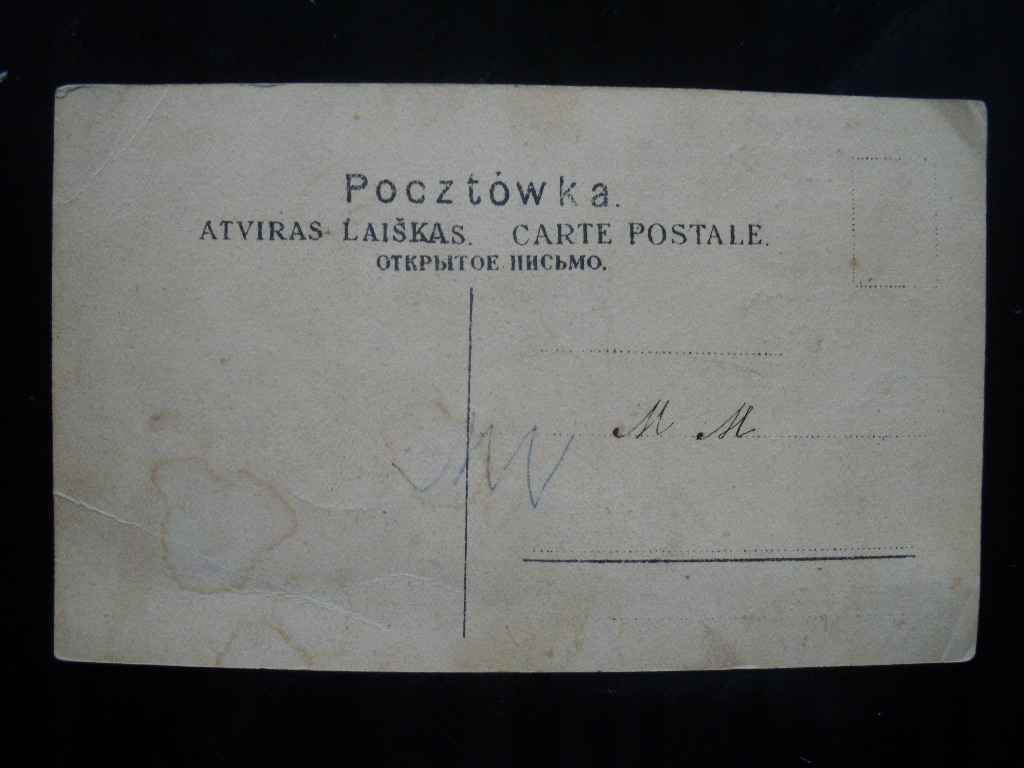 Pocztówka.
ATVIRAS LAIŠKAS. CARTE POSTALE.
ОТКРЫТОЕ ПИСЬМО.
M M